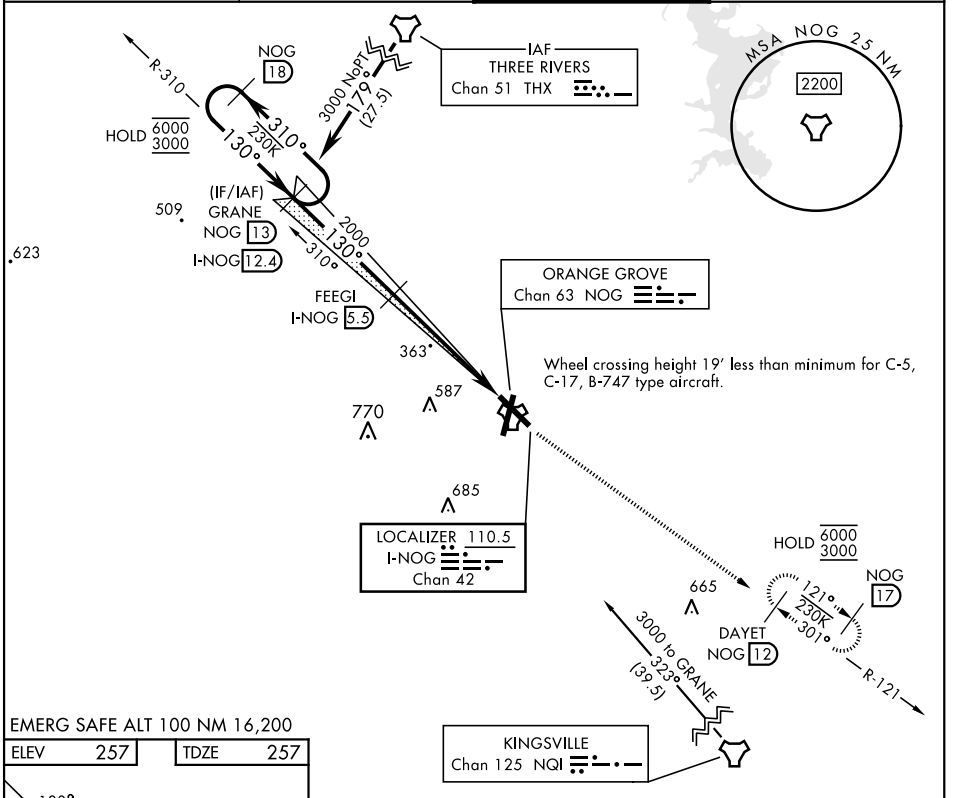 NOG
18
R-310
3000 NoPT
179°
(27.5)
IAF
THREE RIVERS
Chan 51 THX
MSA NOG 25 NM
2200
HOLD 6000
3000
310°
230K
130°
(IF/IAF)
GRANE
NOG 13
I-NOG 12.4
509
623
2000
130°
310°
FEEGI
I-NOG 5.5
ORANGE GROVE
Chan 63 NOG
363
Wheel crossing height 19' less than minimum for C-5,
C-17, B-747 type aircraft.
587
770
685
LOCALIZER 110.5
I-NOG
Chan 42
HOLD 6000
3000
NOG
17
121°
230K
301°
665
DAYET
NOG 12
R-121
3000 to GRANE
323°
(39.5)
KINGSVILLE
Chan 125 NQI
EMERG SAFE ALT 100 NM 16,200
ELEV 257
TDZE 257